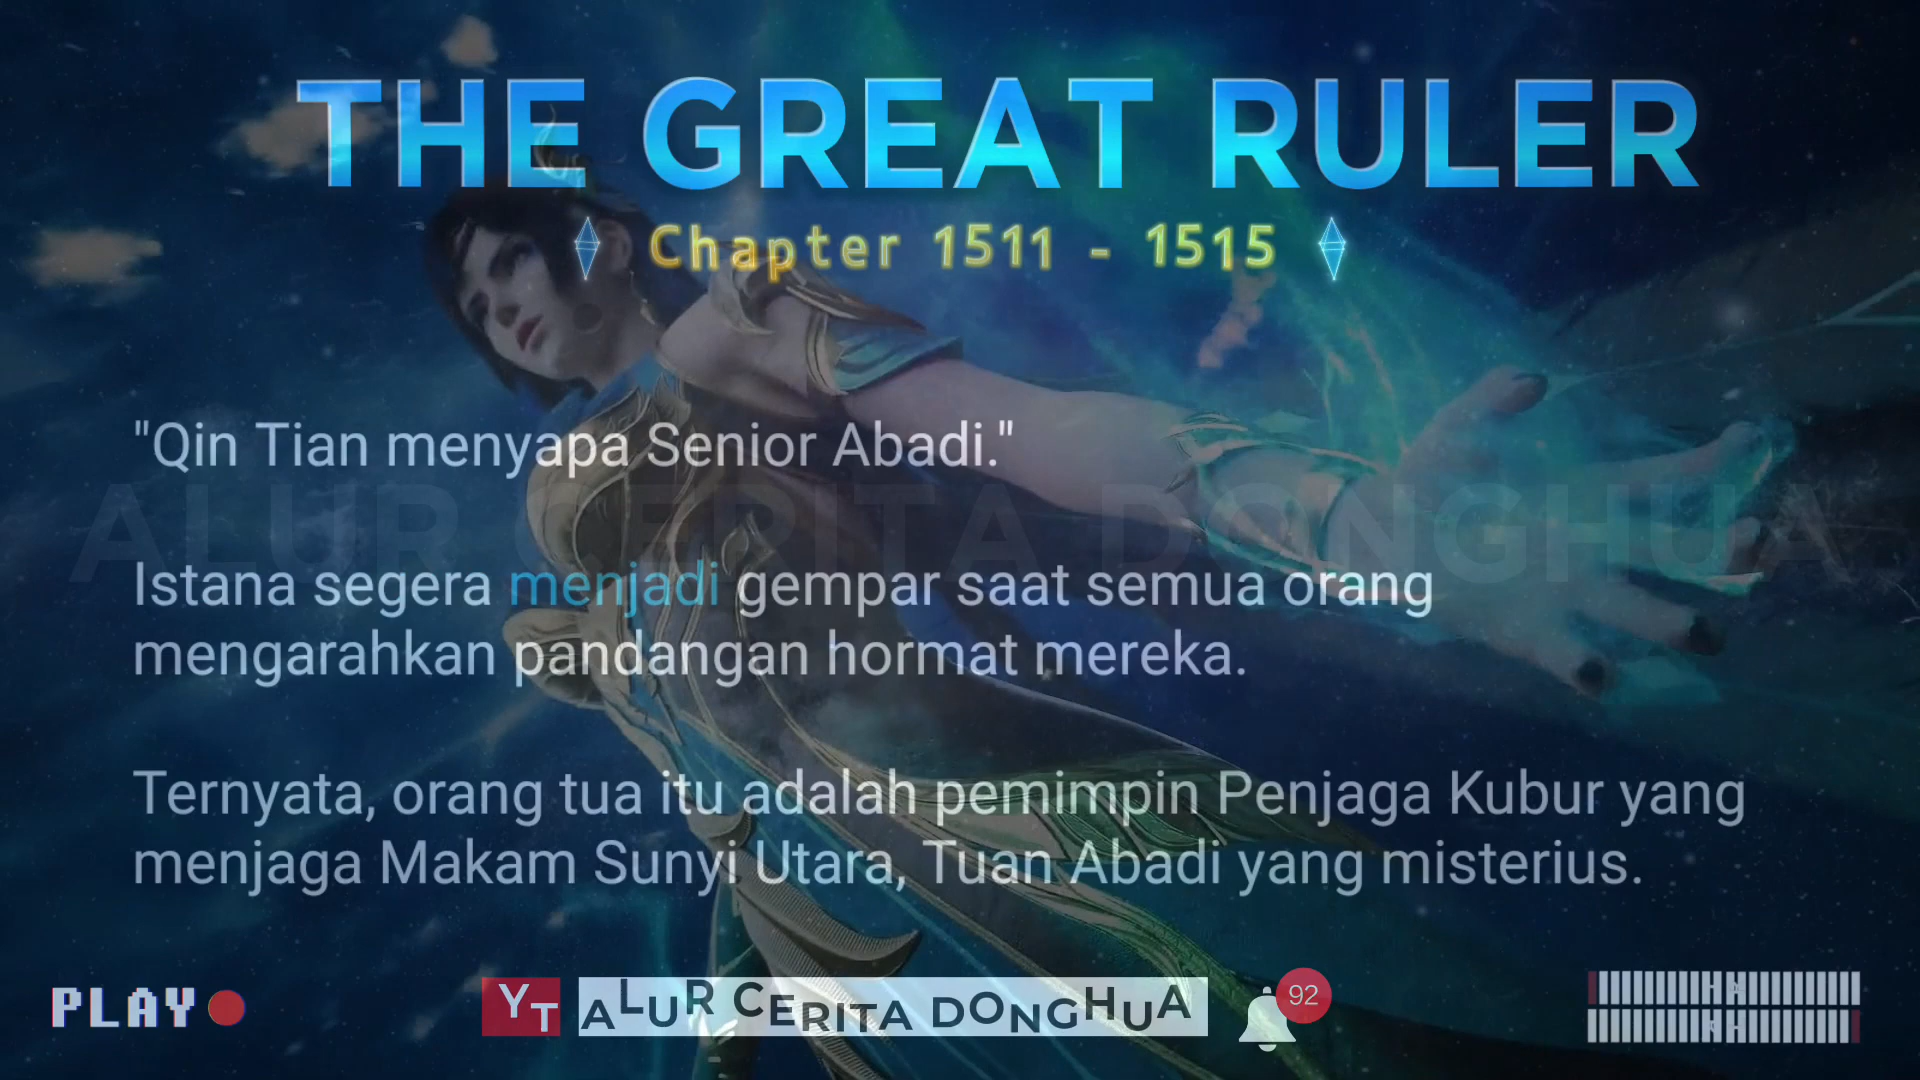 THE GREAT RULER
Chapter 1511 - 1515
"Qin Tian menyapa Senior Abadi."
ALUR CERITA DONGHUA
Istana segera menjadi gempar saat semua orang
mengarahkan pandangan hormat mereka.
Ternyata, orang tua itu adalah pemimpin Penjaga Kubur yang
menjaga Makam Sunyi Utara, Tuan Abadi yang misterius.
PLAY
YT ALUR CERITA DONGHUA
92